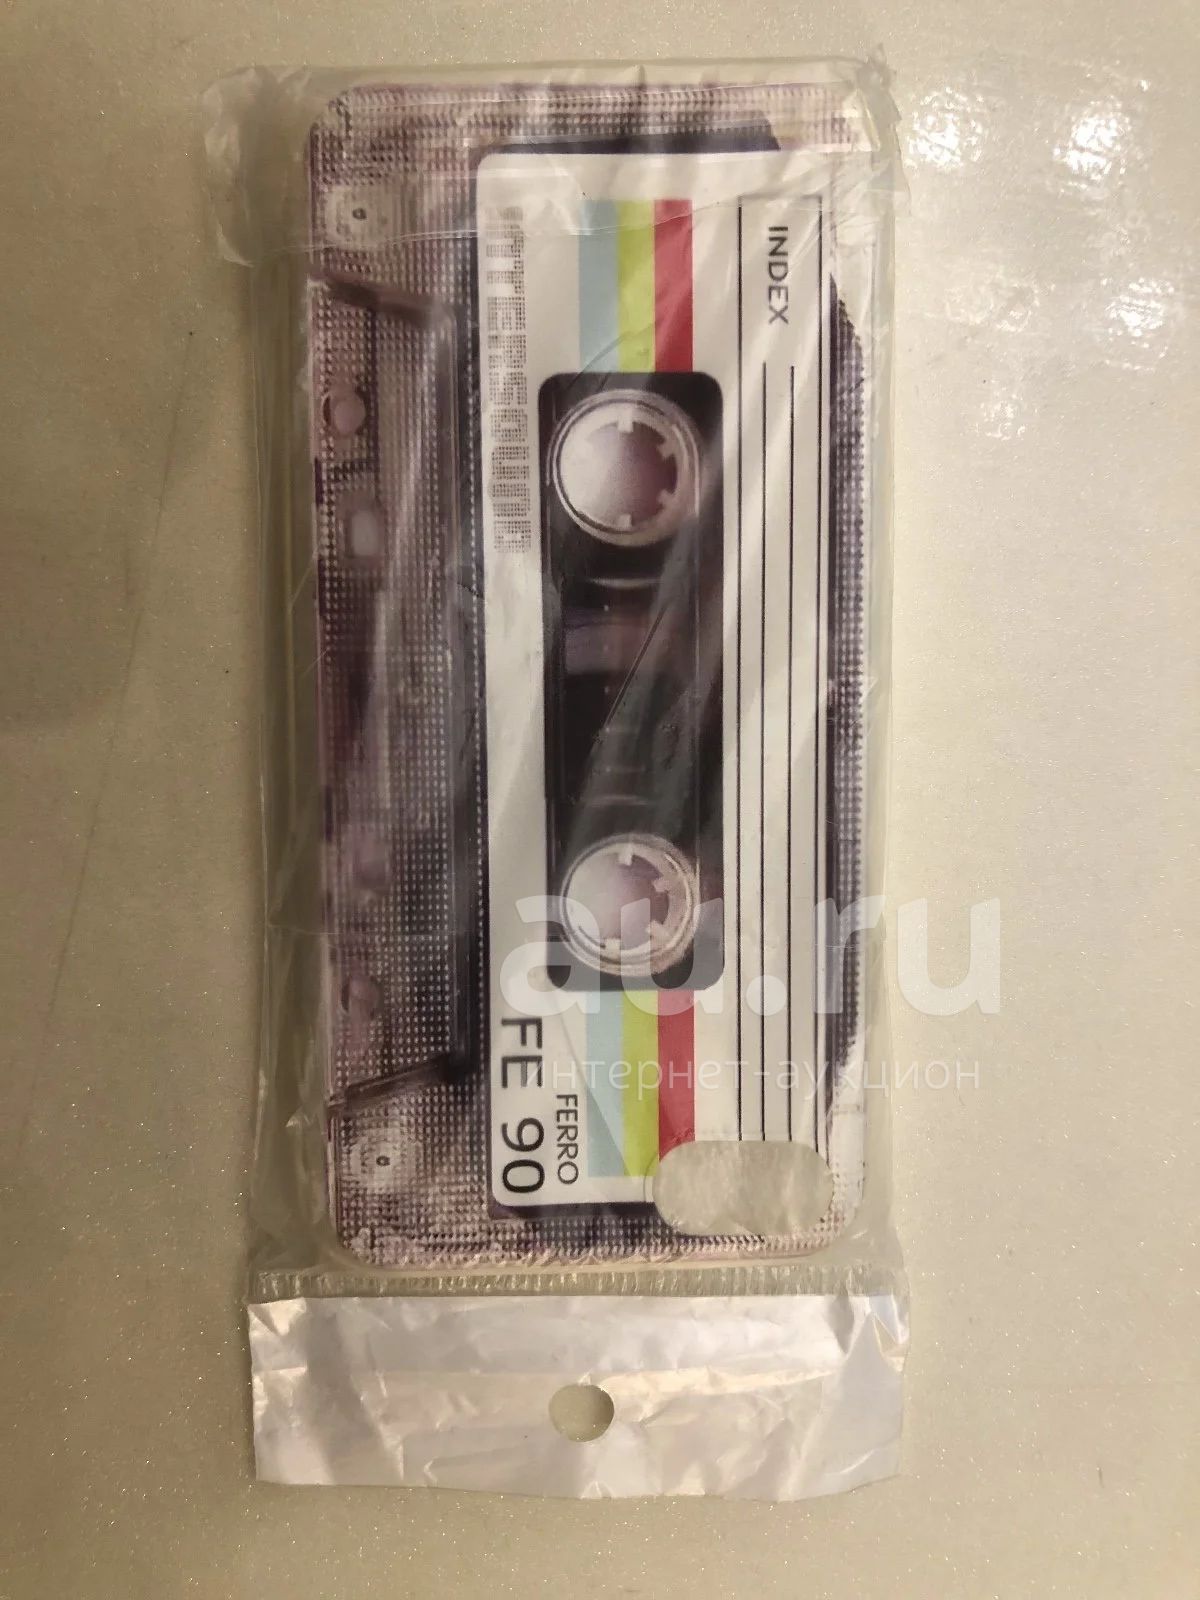 INDEX
INTERSOUND
FE 90
FERRO
au.ru
интернет-аукцион